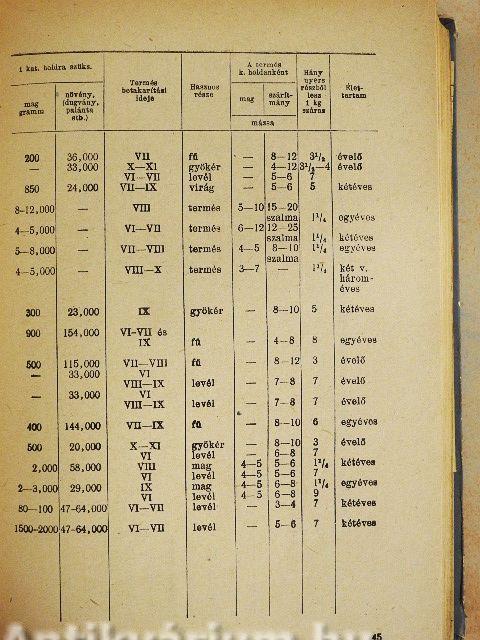 1 kat. holdra szüks. A termés k. holdanként
mag gramm növény, (dugvány, palánta stb.) Termés betakarítási ideje Hasznos része mag szárítmány Hány nyers részből lesz 1 kg száraz Élettartam
mázsa
200 36,000 VII fű — 8—12 3½ évelő
— 33,000 X—XI gyökér — 4—12 3½—4 évelő
VI—VII levél — 5—6 7
850 24,000 VII—IX virág — 5—6 5 kétéves
8-12,000 — VIII termés 5—10 15—20
szalma 1¼ egyéves
4—5,000 — VI—VII termés 6—12 12—25
szalma 1¼ kétéves
5—8,000 — VII—VIII termés 4—5 8—10 1¼ egyéves
szalma
4—5,000 — VIII—X termés 3—7 — két v.
három-
éves
300 23,000 IX gyökér — 8—10 5 kétéves
900 154,000 VI-VII és
IX fű — 4—8 8 egyéves
500 115,000 VII—VIII fű — 8—12 3 évelő
— 33,000 VI
VIII—IX levél — 7—8 7 évelő
— 33,000 VI
VIII—IX levél — 7—8 7 évelő
400 144,000 VII—IX fű — 8—10 6 egyéves
500 20,000 X—XI gyökér — 8—10 3 évelő
VI levél — 6—8 7
2,000 58,000 VIII mag 4—5 5—6 1¼ kétéves
VI levél 4—5 5—6 7
2—3,000 29,000 IX mag 4—5 6—8 1¼ egyéves
VI levél 4—5 6—8 9
80—100 47-64,000 VI—VII levél — 3—4 7 kétéves
1500-2000 47-64,000 VI—VII levél — 5—6 7 kétéves
45
Antikvárium.hu